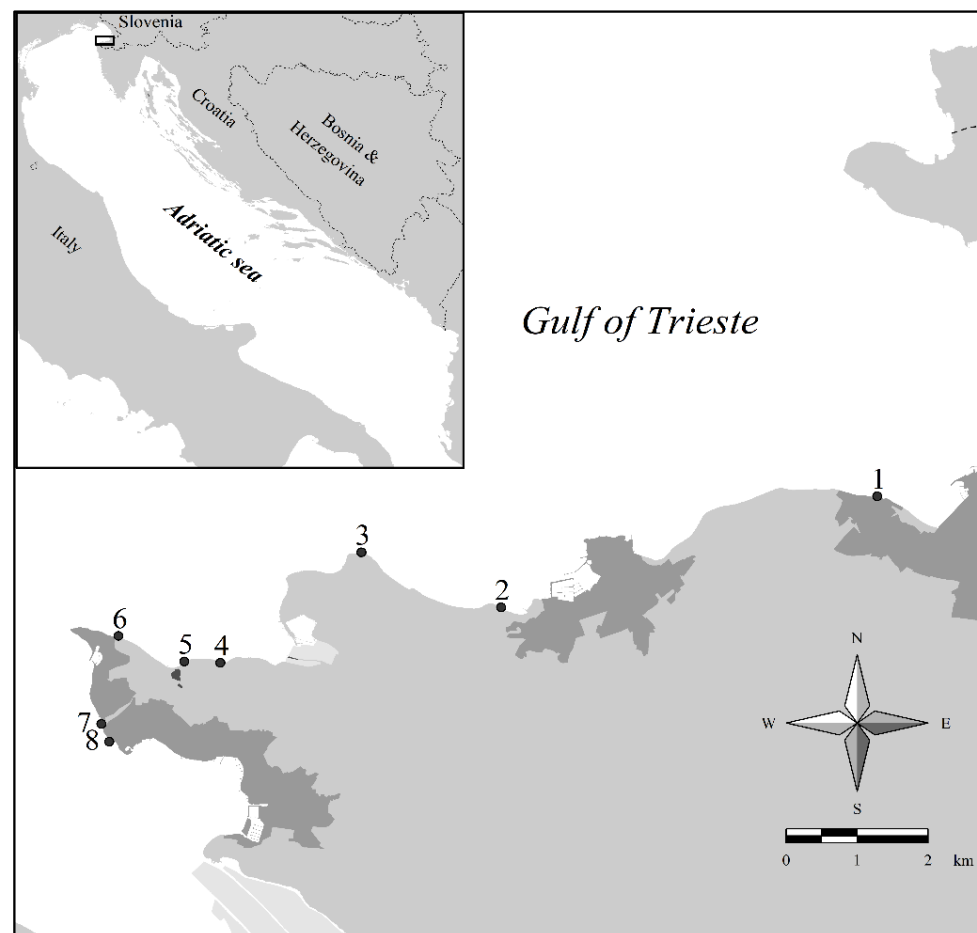 Slovenia
Croatia
Bosnia &
Herzegovina
Adriatic sea
Italy
Gulf of Trieste
1
3
2
6
5
4
7
8
N
W
E
S
0
1
2
km